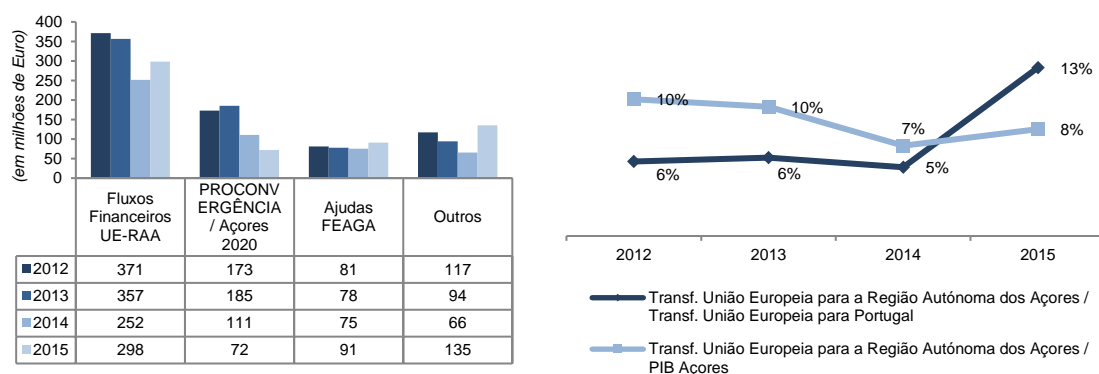 (em milhões de Euro)
400
350
300
250
200
150
100
50
0
Fluxos
Financeiros
UE-RAA
PROCONV
ERGÊNCIA
/ Açores
2020
Ajudas
FEAGA
Outros
2012 371 173 81 117
2013 357 185 78 94
2014 252 111 75 66
2015 298 72 91 135
10%
10%
7%
8%
6%
6%
5%
13%
2012 2013 2014 2015
Transf. União Europeia para a Região Autónoma dos Açores /
Transf. União Europeia para Portugal
Transf. União Europeia para a Região Autónoma dos Açores /
PIB Açores